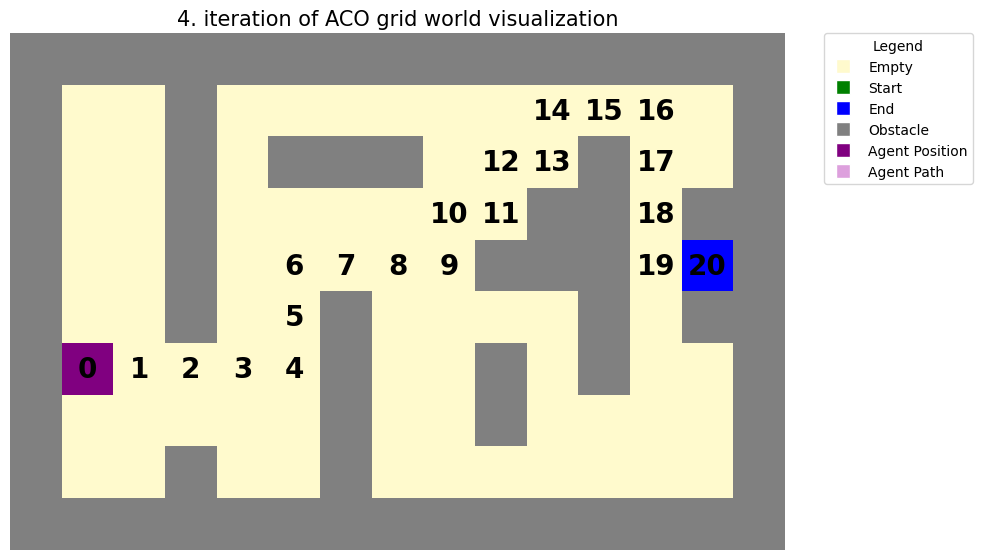 4. iteration of ACO grid world visualization
14 15 16
12 13 17
10 11 18
6 7 8 9 19 20
5
0 1 2 3 4
Legend
Empty
Start
End
Obstacle
Agent Position
Agent Path